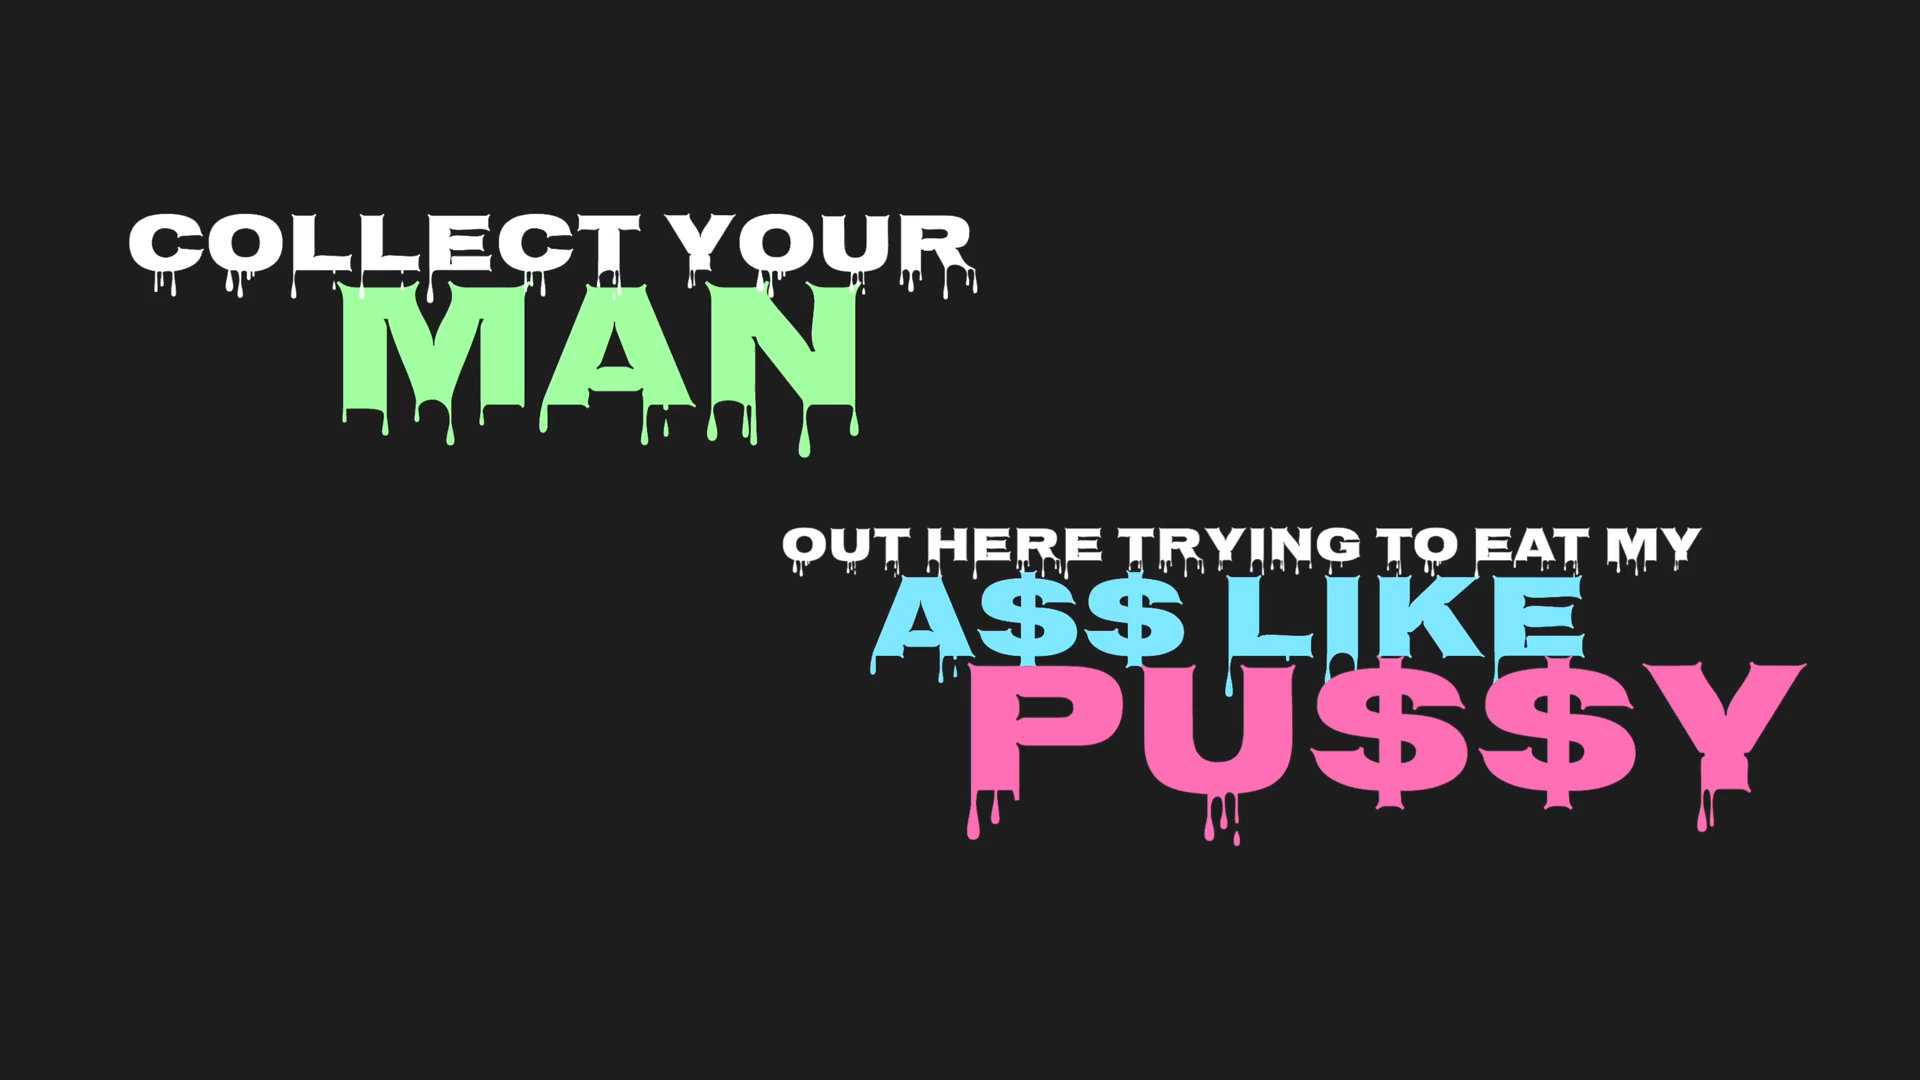 COLLECT YOUR
MAN
OUT HERE TRYING TO EAT MY
A$$ LIKE
PU$$Y